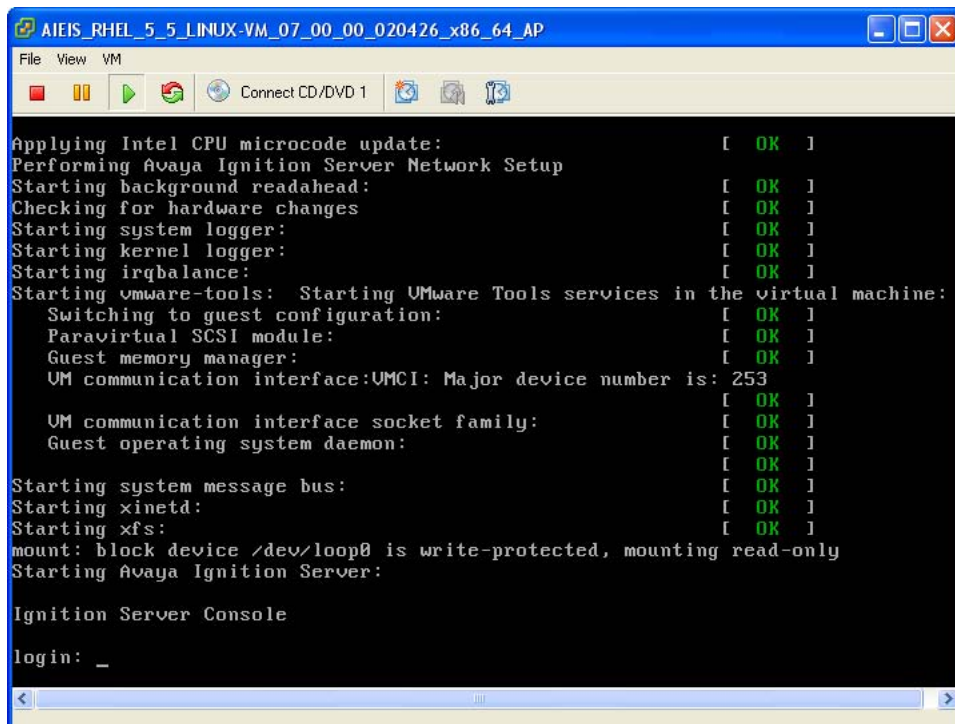 AIEIS_RHEL_5_5_LINUX-VM_07_00_00_020426_x86_64_AP
File View VM
Connect CD/DVD 1
Applying Intel CPU microcode update: [ OK ]
Performing Avaya Ignition Server Network Setup
Starting background readahead: [ OK ]
Checking for hardware changes [ OK ]
Starting system logger: [ OK ]
Starting kernel logger: [ OK ]
Starting irqbalance: [ OK ]
Starting vmware-tools: Starting VMware Tools services in the virtual machine:
Switching to guest configuration: [ OK ]
Paravirtual SCSI module: [ OK ]
Guest memory manager: [ OK ]
VM communication interface:VMCI: Major device number is: 253
[ OK ]
VM communication interface socket family: [ OK ]
Guest operating system daemon: [ OK ]
[ OK ]
Starting system message bus: [ OK ]
Starting xinetd: [ OK ]
Starting xfs: [ OK ]
mount: block device /dev/loop0 is write-protected, mounting read-only
Starting Avaya Ignition Server:
Ignition Server Console
login: _